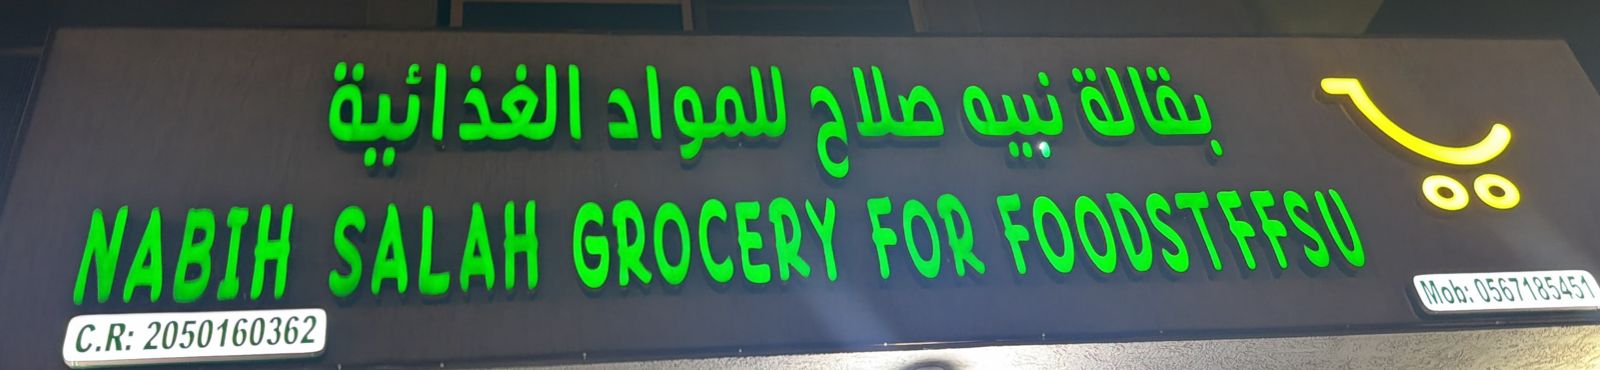 بقالة نبيه صلاح للمواد الغذائية
NABIH SALAH GROCERY FOR FOODSTFFSU
C.R: 2050160362
Mob: 0567185451